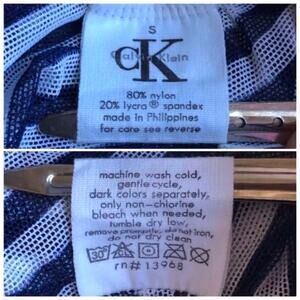 S
cK
Calvin Klein
80% nylon
20% lycra® spandex
made in Philippines
for care see reverse
machine wash cold,
gentle cycle,
dark colors separately,
only non-chlorine
bleach when needed,
tumble dry low,
remove promptly, do not iron,
do not dry clean
30°
rn# 13968